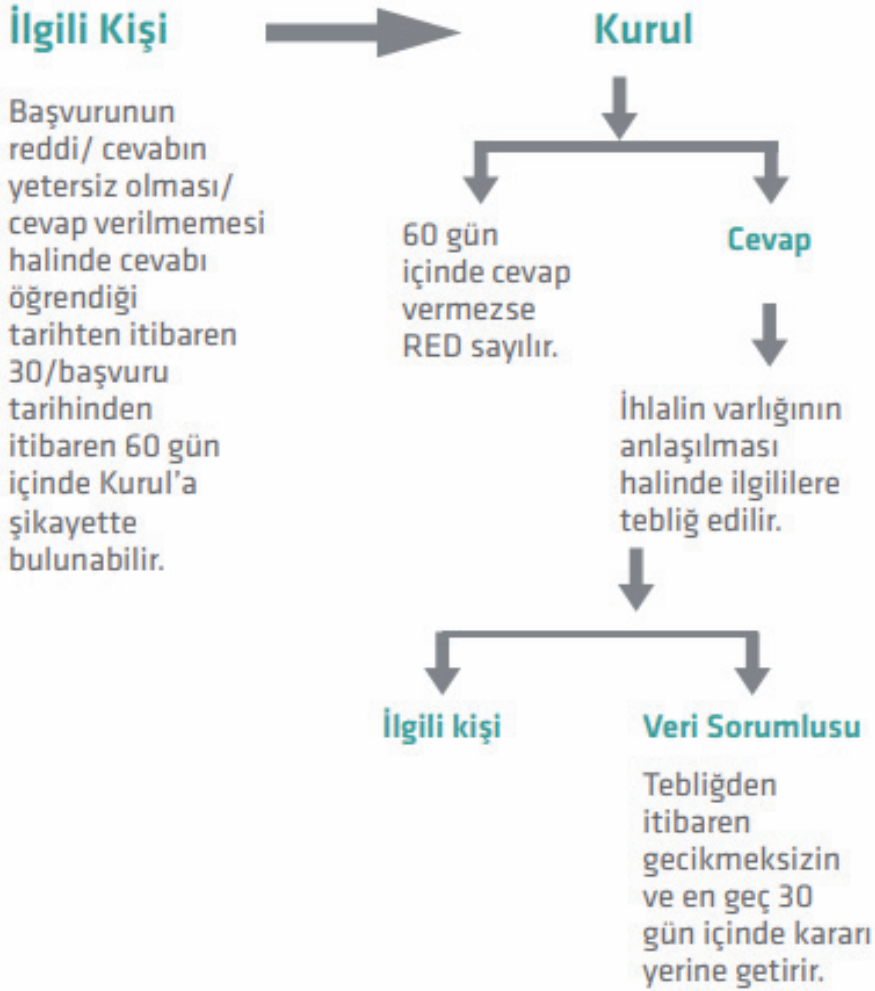 İlgili Kişi
Başvurunun
reddi/ cevabın
yetersiz olması/
cevap verilmemesi
halinde cevabı
öğrendiği
tarihten itibaren
30/başvuru
tarihinden
itibaren 60 gün
içinde Kurul'a
şikayette
bulunabilir.
Kurul
60 gün
içinde cevap
vermezse
RED sayılır.
Cevap
İhlalin varlığının
anlaşılması
halinde ilgililere
tebliğ edilir.
İlgili kişi
Veri Sorumlusu
Tebliğden
itibaren
gecikmeksizin
ve en geç 30
gün içinde kararı
yerine getirir.